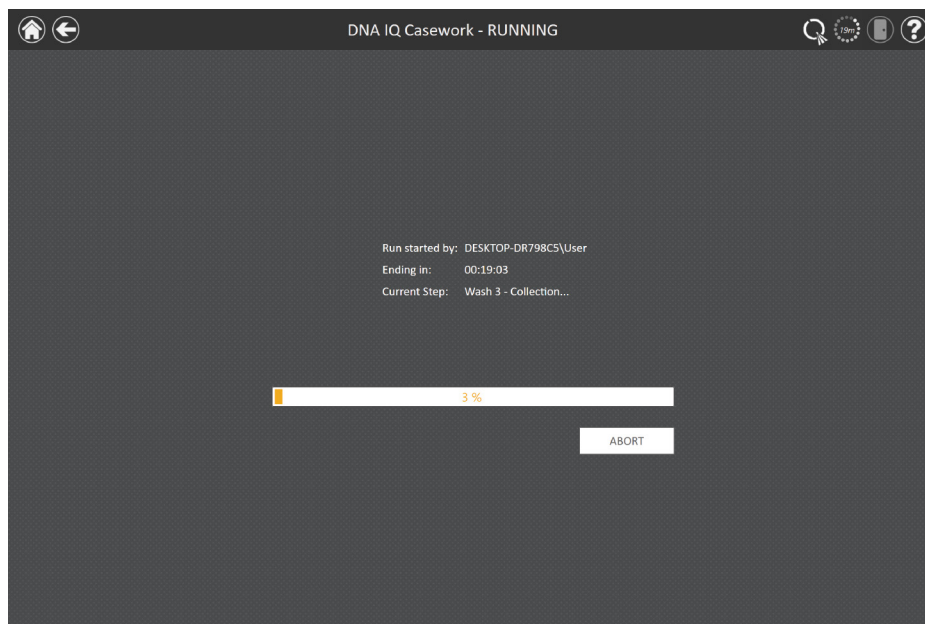 DNA IQ Casework - RUNNING
19m
?
Run started by: DESKTOP-DR798C5\User
Ending in: 00:19:03
Current Step: Wash 3 - Collection...
3 %
ABORT